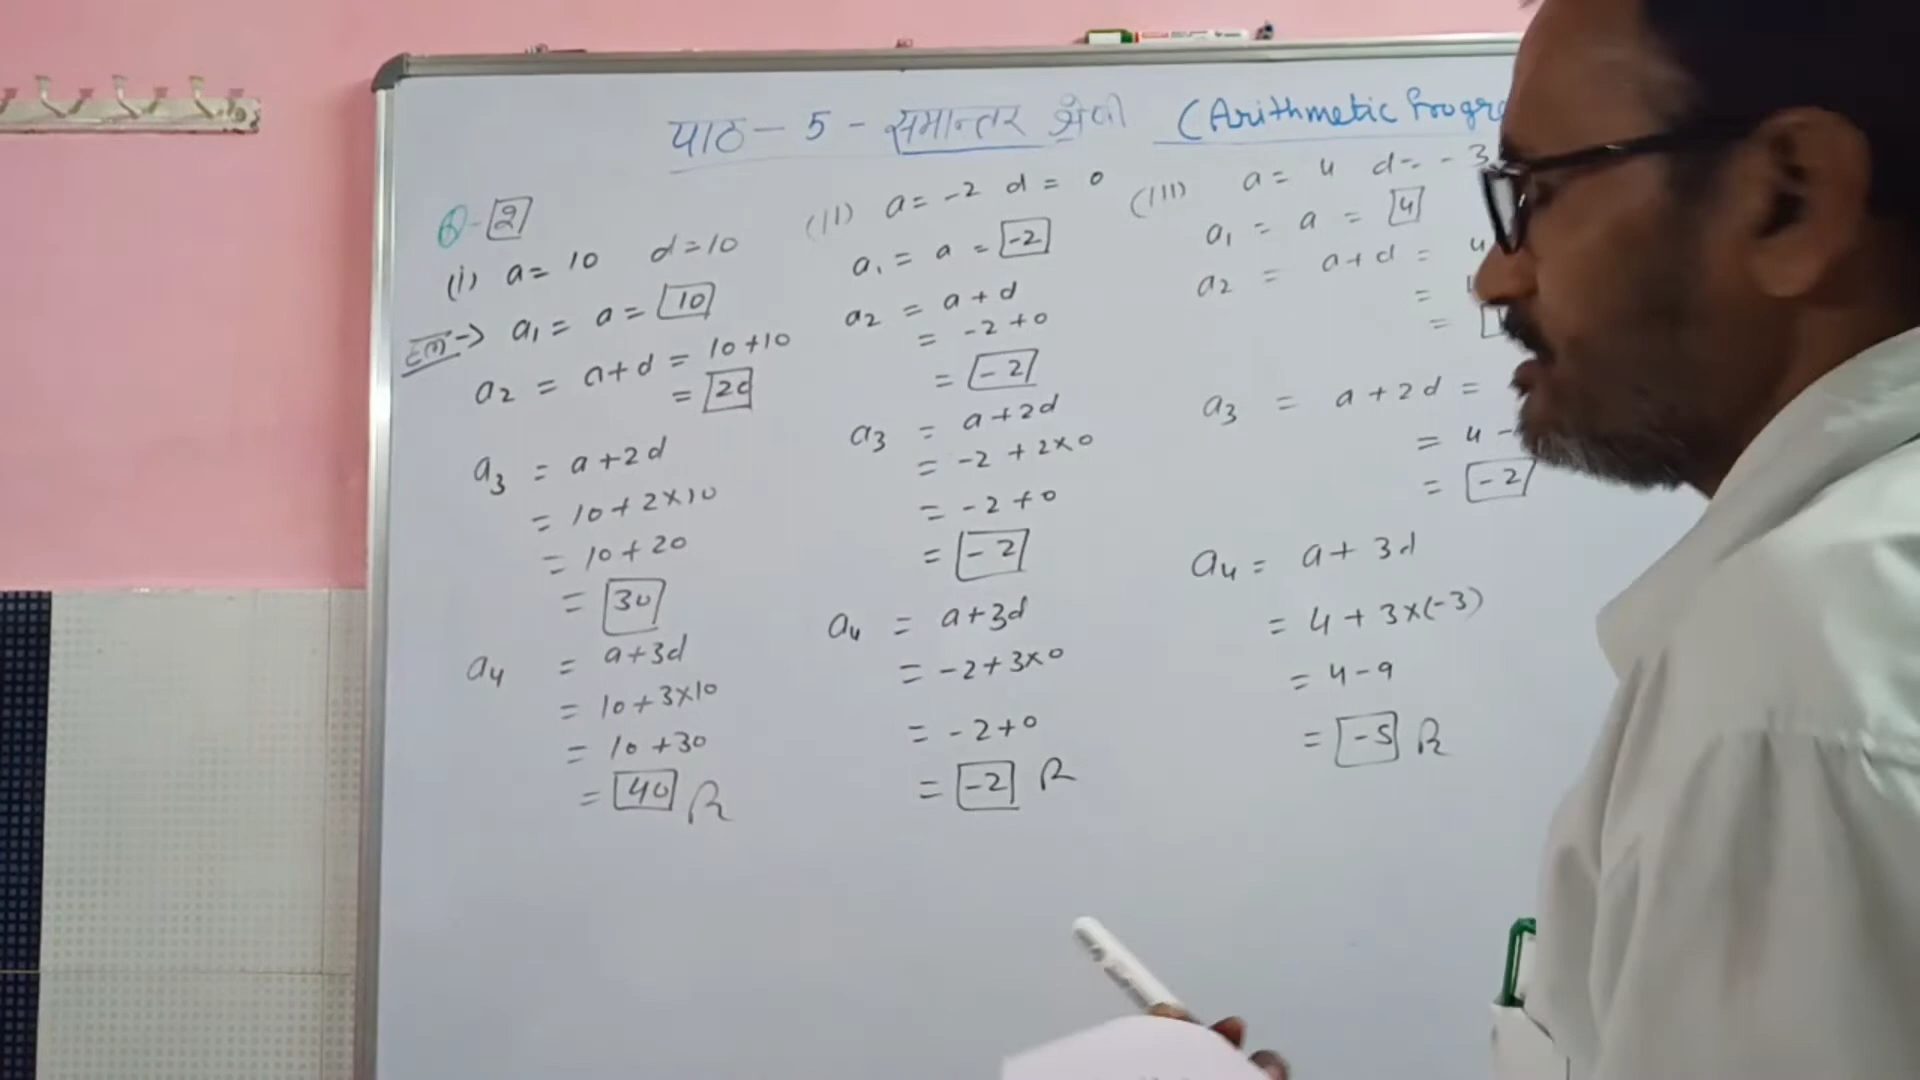 पाठ - 5 - समान्तर श्रेणी (Arithmetic Progre
Q - 2
(i) a = 10 d = 10
हल -> a₁ = a = 10
a₂ = a + d = 10 + 10
= 20
a₃ = a + 2d
= 10 + 2 × 10
= 10 + 20
= 30
a₄ = a + 3d
= 10 + 3 × 10
= 10 + 30
= 40
(II) a = -2 d = 0
a₁ = a = -2
a₂ = a + d
= -2 + 0
= -2
a₃ = a + 2d
= -2 + 2 × 0
= -2 + 0
= -2
a₄ = a + 3d
= -2 + 3 × 0
= -2 + 0
= -2
(III) a = 4 d = -3
a₁ = a = 4
a₂ = a + d = 4
=
=
a₃ = a + 2d =
= 4 -
= -2
a₄ = a + 3d
= 4 + 3 × (-3)
= 4 - 9
= -5